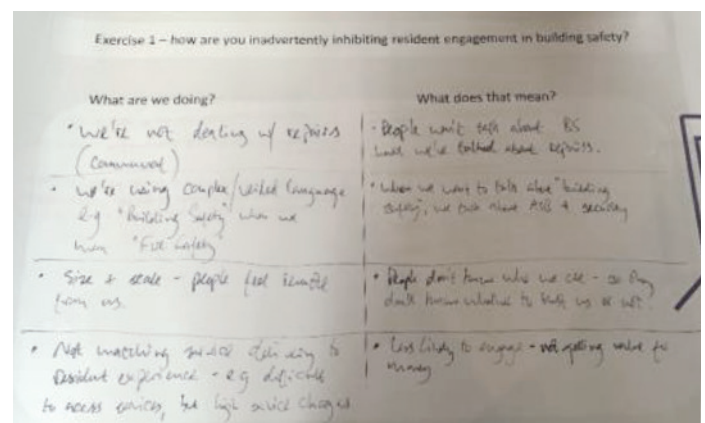 Exercise 1 – how are you inadvertently inhibiting resident engagement in building safety?
What are we doing?
What does that mean?
• We're not dealing w/ repairs
(Communal)
• People won't talk about BS
until we've talked about repairs.
• We're using complex/veiled language
e.g "Building Safety" when we
mean "Fire Safety"
• When we want to talk about "building
safety", we talk about ASB + security
• Size + scale - people feel remote
from us.
• People don't know who we are - so they
don't know whether to trust us or not.
• Not matching service delivery to
resident experience - e.g difficult
to access services, but high service charges
• Less likely to engage - not getting value for
money